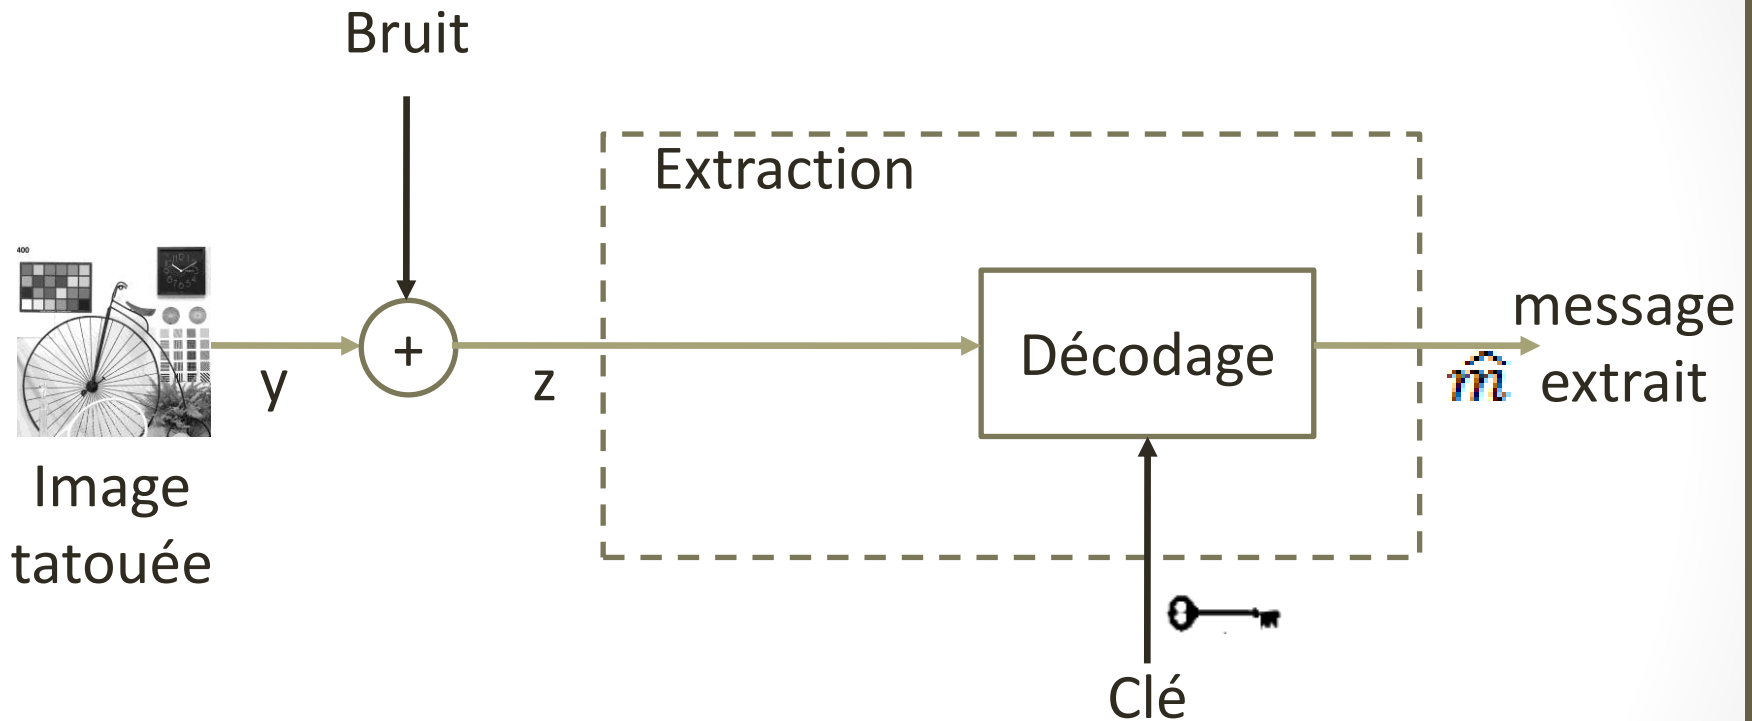 Bruit
Extraction
400
+
Décodage
message
extrait
y
z
m̂
Image
tatouée
Clé